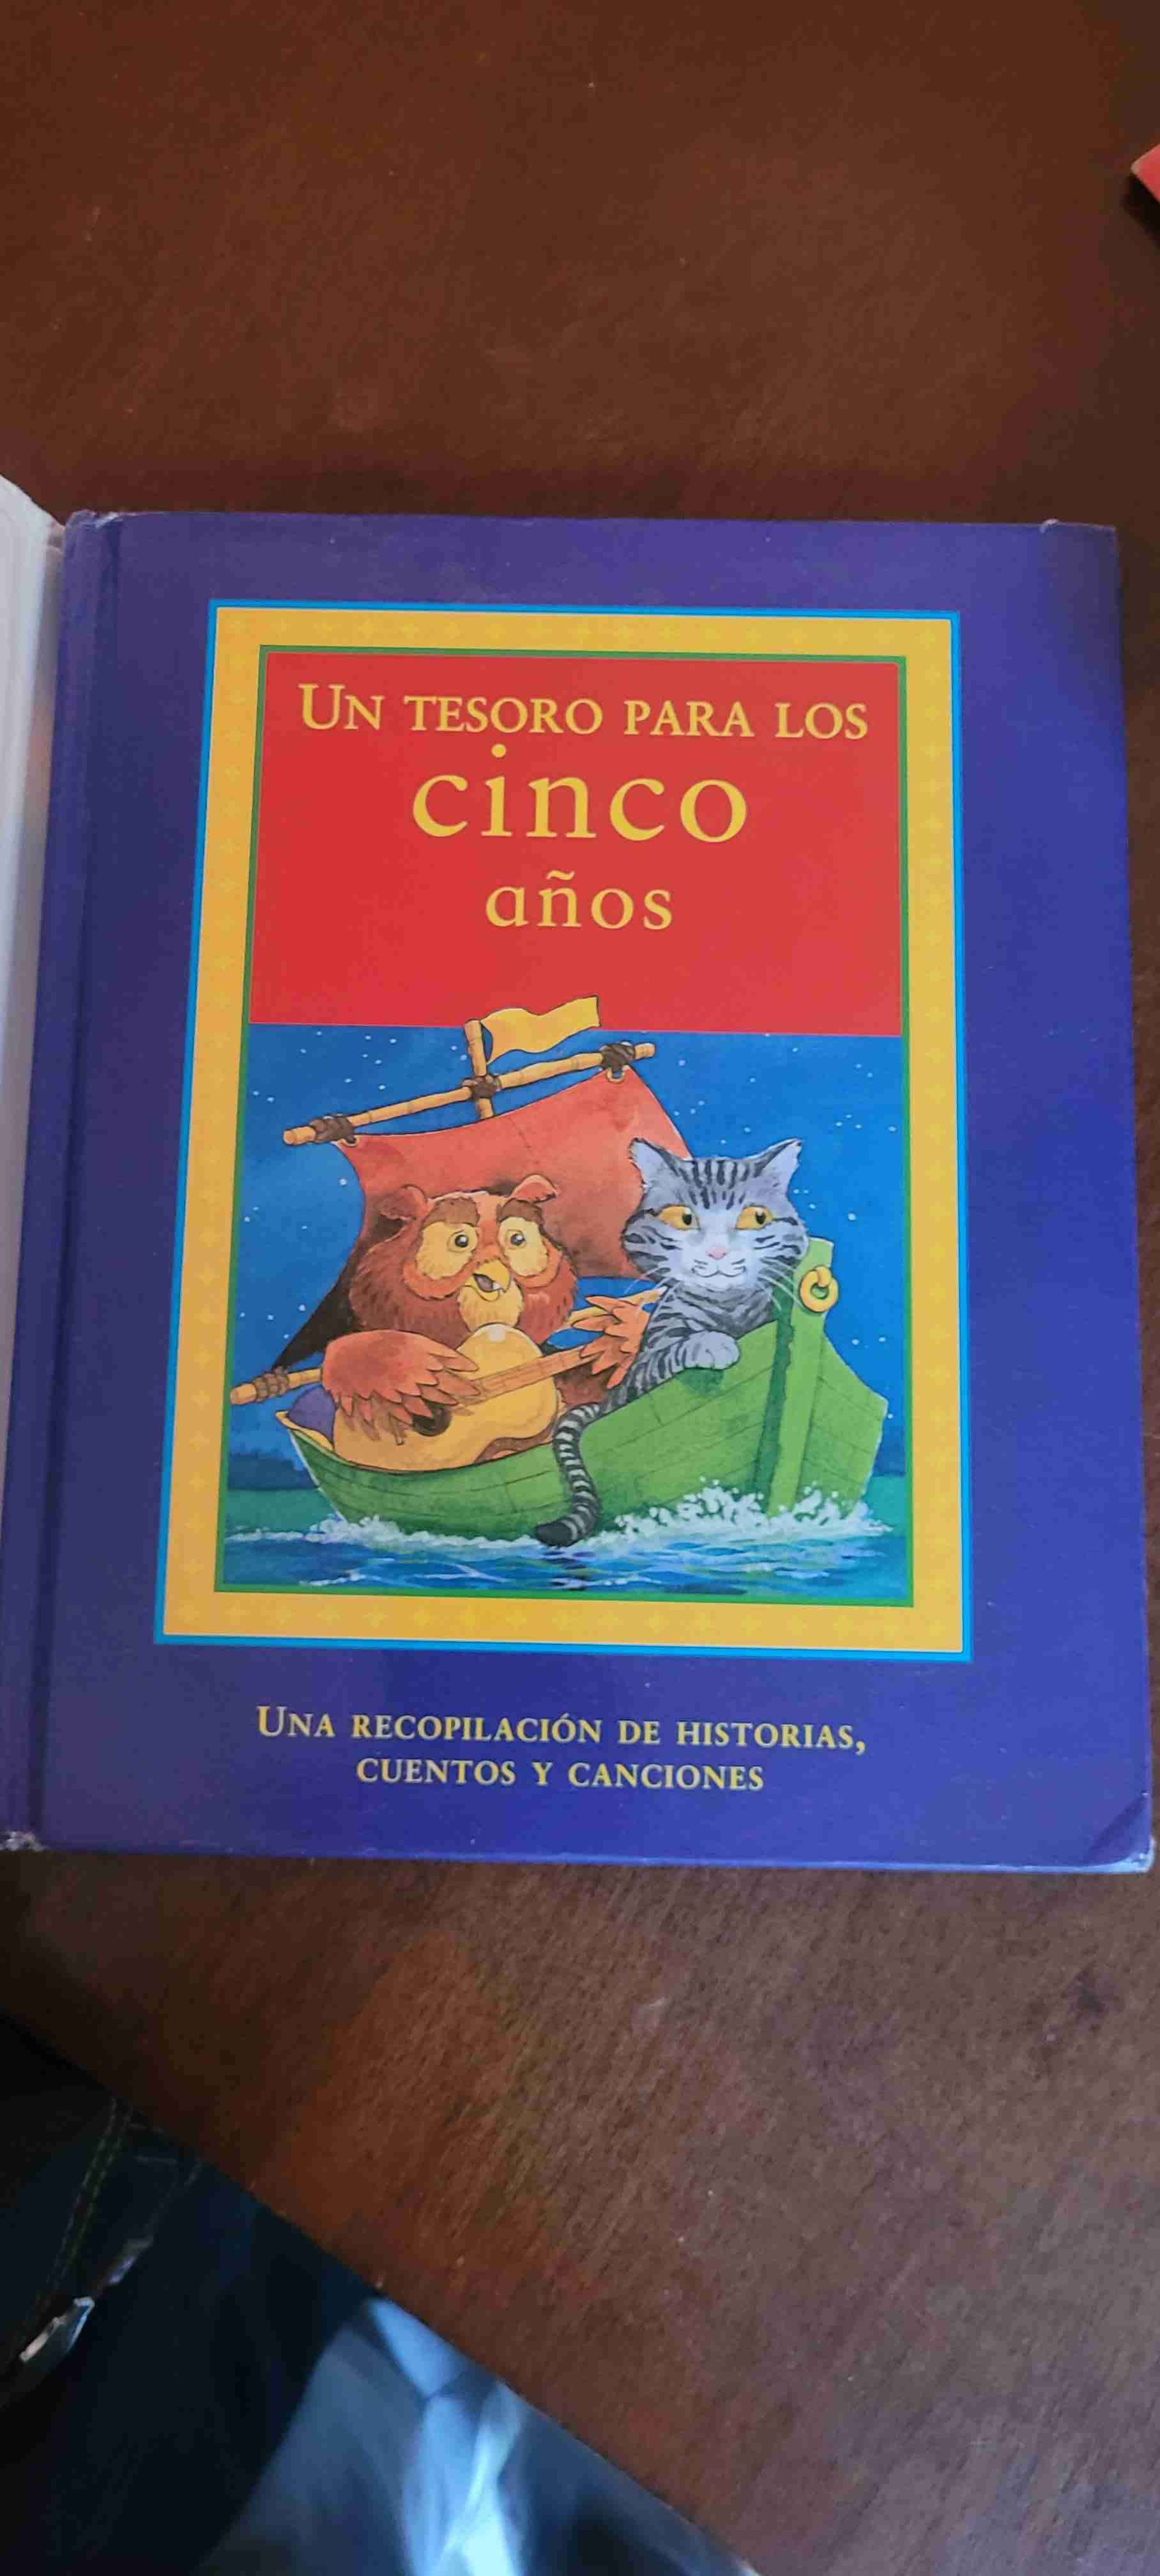 UN TESORO PARA LOS
cinco
años
UNA RECOPILACIÓN DE HISTORIAS,
CUENTOS Y CANCIONES